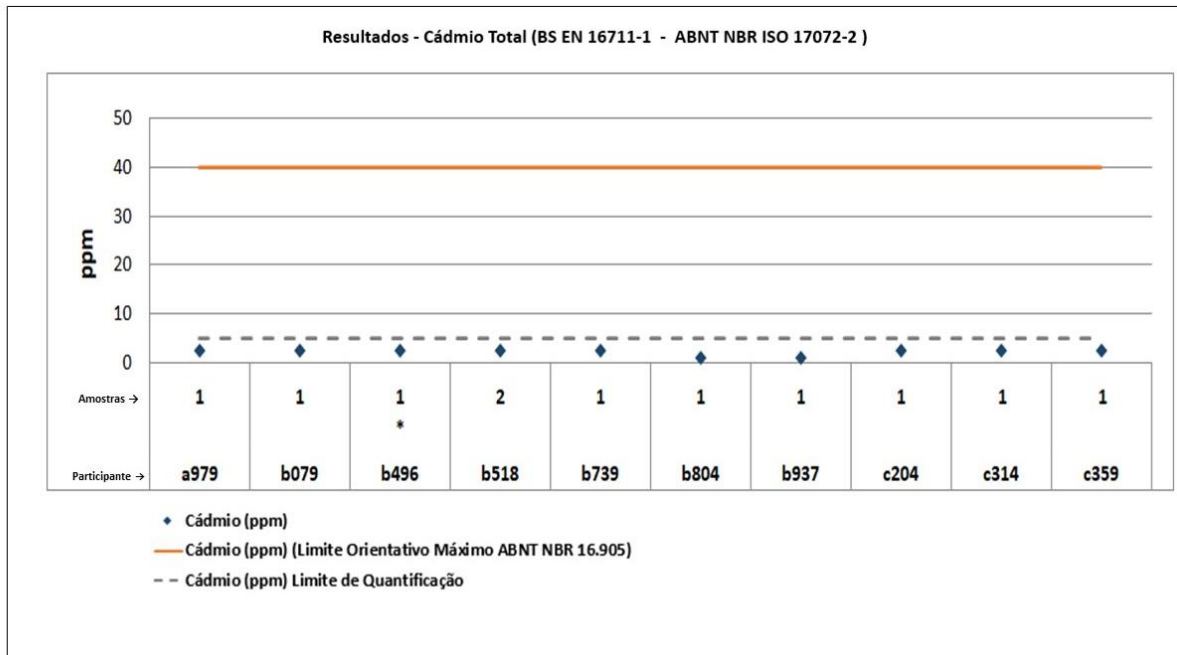 Resultados - Cádmio Total (BS EN 16711-1 - ABNT NBR ISO 17072-2 )
ppm
50
40
30
20
10
0
Amostras → 1 1 1 2 1 1 1 1 1 1
*
Participante → a979 b079 b496 b518 b739 b804 b937 c204 c314 c359
Cádmio (ppm)
Cádmio (ppm) (Limite Orientativo Máximo ABNT NBR 16.905)
Cádmio (ppm) Limite de Quantificação